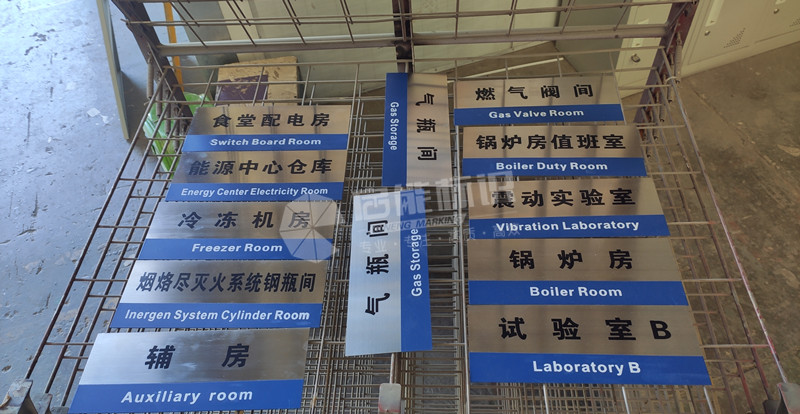 食堂配电房
Switch Board Room
能源中心仓库
Energy Center Electricity Room
冷冻机房
Freezer Room
烟烙尽灭火系统钢瓶间
Inergen System Cylinder Room
辅房
Auxiliary room
气瓶间
Gas Storage
气瓶间
Gas Storage
燃气阀间
Gas Valve Room
锅炉房值班室
Boiler Duty Room
震动实验室
Vibration Laboratory
锅炉房
Boiler Room
试验室B
Laboratory B